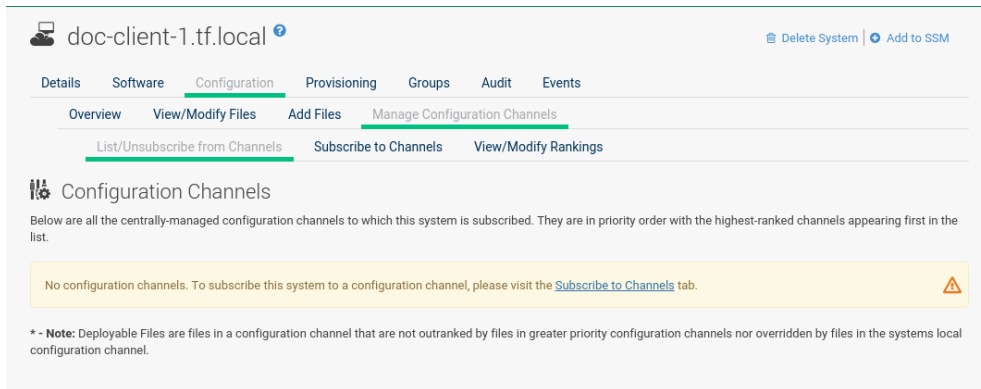 doc-client-1.tf.local ?
Delete System | Add to SSM
Details Software Configuration Provisioning Groups Audit Events
Overview View/Modify Files Add Files Manage Configuration Channels
List/Unsubscribe from Channels Subscribe to Channels View/Modify Rankings
Configuration Channels
Below are all the centrally-managed configuration channels to which this system is subscribed. They are in priority order with the highest-ranked channels appearing first in the
list.
No configuration channels. To subscribe this system to a configuration channel, please visit the Subscribe to Channels tab.
* - Note: Deployable Files are files in a configuration channel that are not outranked by files in greater priority configuration channels nor overridden by files in the systems local
configuration channel.